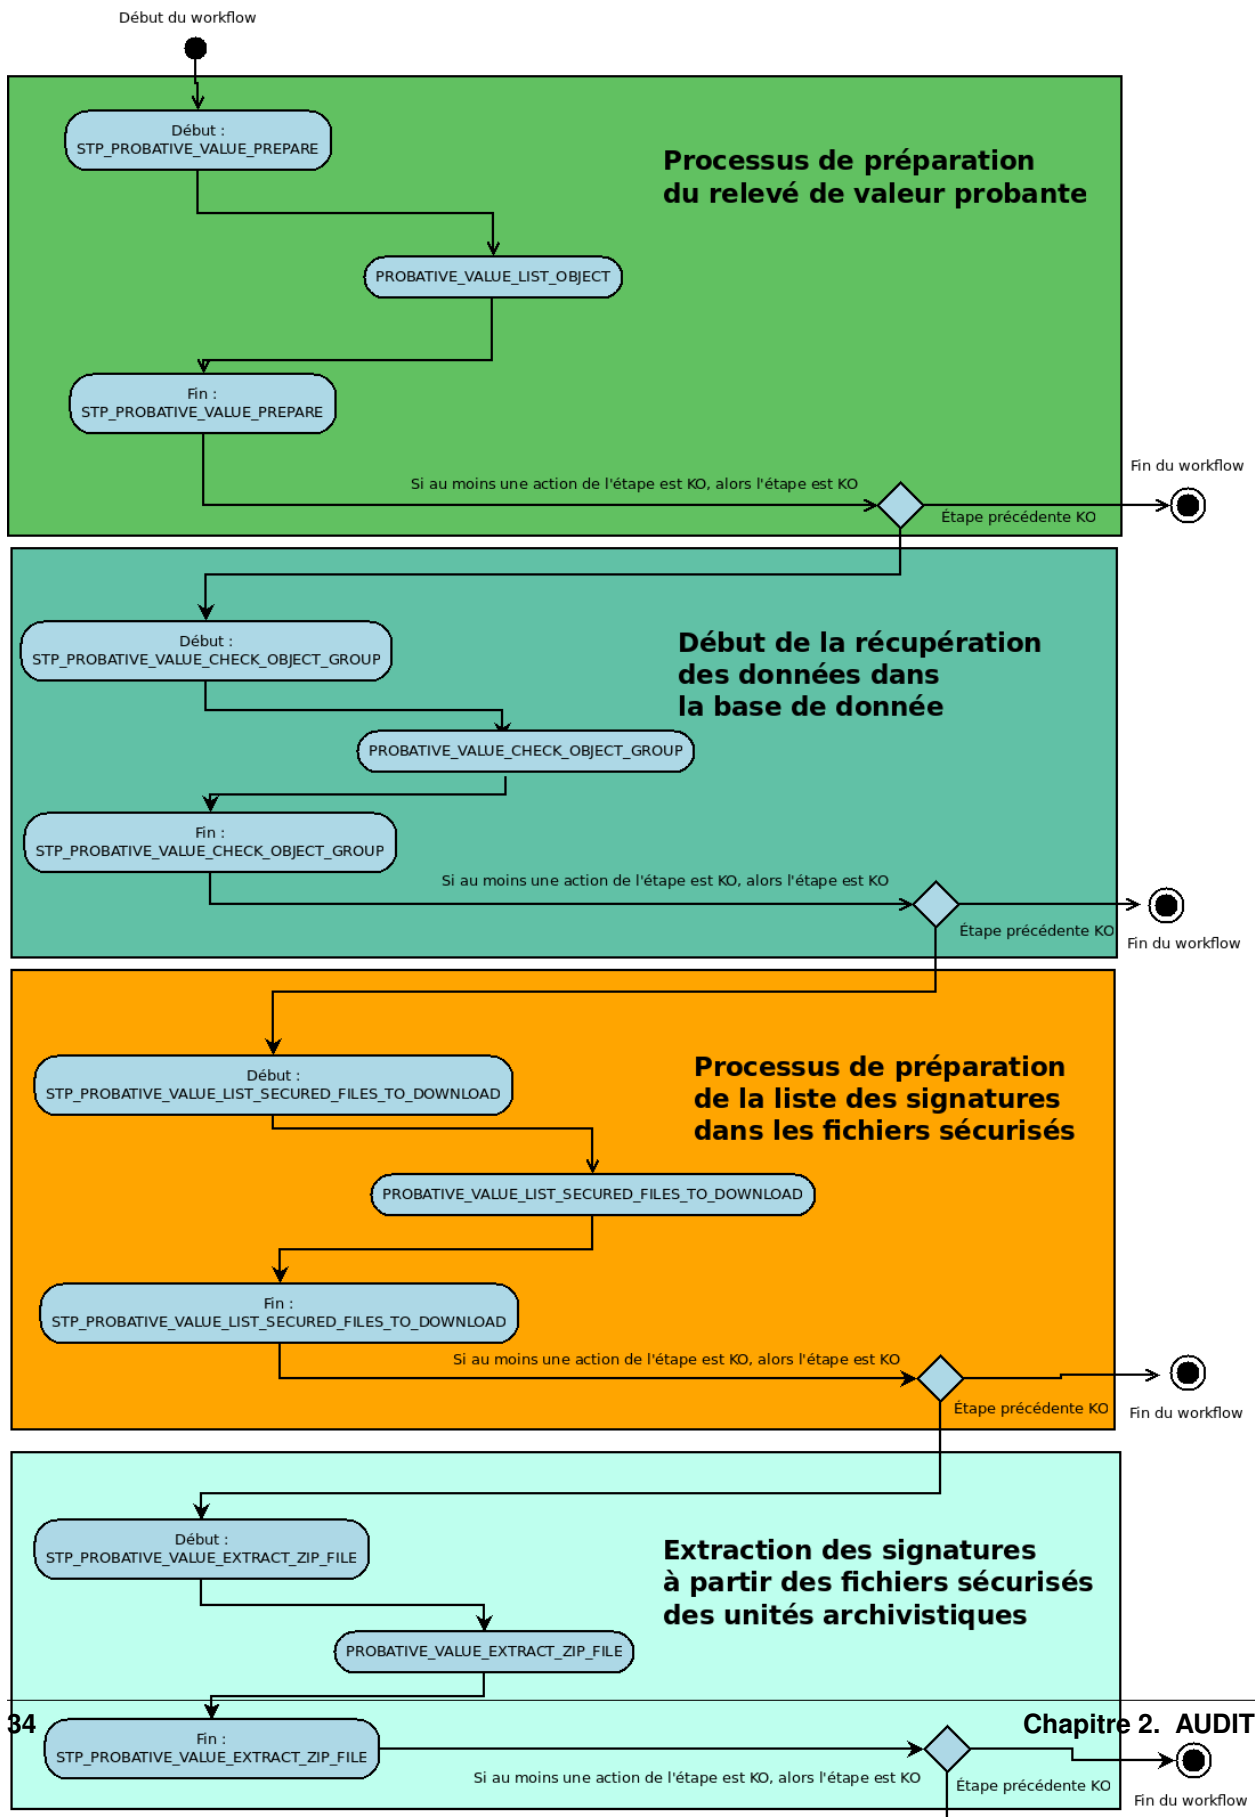 Début du workflow
Début :
STP_PROBATIVE_VALUE_PREPARE
Processus de préparation
du relevé de valeur probante
PROBATIVE_VALUE_LIST_OBJECT
Fin :
STP_PROBATIVE_VALUE_PREPARE
Fin du workflow
Si au moins une action de l'étape est KO, alors l'étape est KO
Étape précédente KO
Début :
STP_PROBATIVE_VALUE_CHECK_OBJECT_GROUP
Début de la récupération
des données dans
la base de donnée
PROBATIVE_VALUE_CHECK_OBJECT_GROUP
Fin :
STP_PROBATIVE_VALUE_CHECK_OBJECT_GROUP
Si au moins une action de l'étape est KO, alors l'étape est KO
Étape précédente KO
Fin du workflow
Début :
STP_PROBATIVE_VALUE_LIST_SECURED_FILES_TO_DOWNLOAD
Processus de préparation
de la liste des signatures
dans les fichiers sécurisés
PROBATIVE_VALUE_LIST_SECURED_FILES_TO_DOWNLOAD
Fin :
STP_PROBATIVE_VALUE_LIST_SECURED_FILES_TO_DOWNLOAD
Si au moins une action de l'étape est KO, alors l'étape est KO
Étape précédente KO
Fin du workflow
Début :
STP_PROBATIVE_VALUE_EXTRACT_ZIP_FILE
Extraction des signatures
à partir des fichiers sécurisés
des unités archivistiques
PROBATIVE_VALUE_EXTRACT_ZIP_FILE
34
Chapitre 2. AUDIT
Fin :
STP_PROBATIVE_VALUE_EXTRACT_ZIP_FILE
Si au moins une action de l'étape est KO, alors l'étape est KO
Étape précédente KO
Fin du workflow